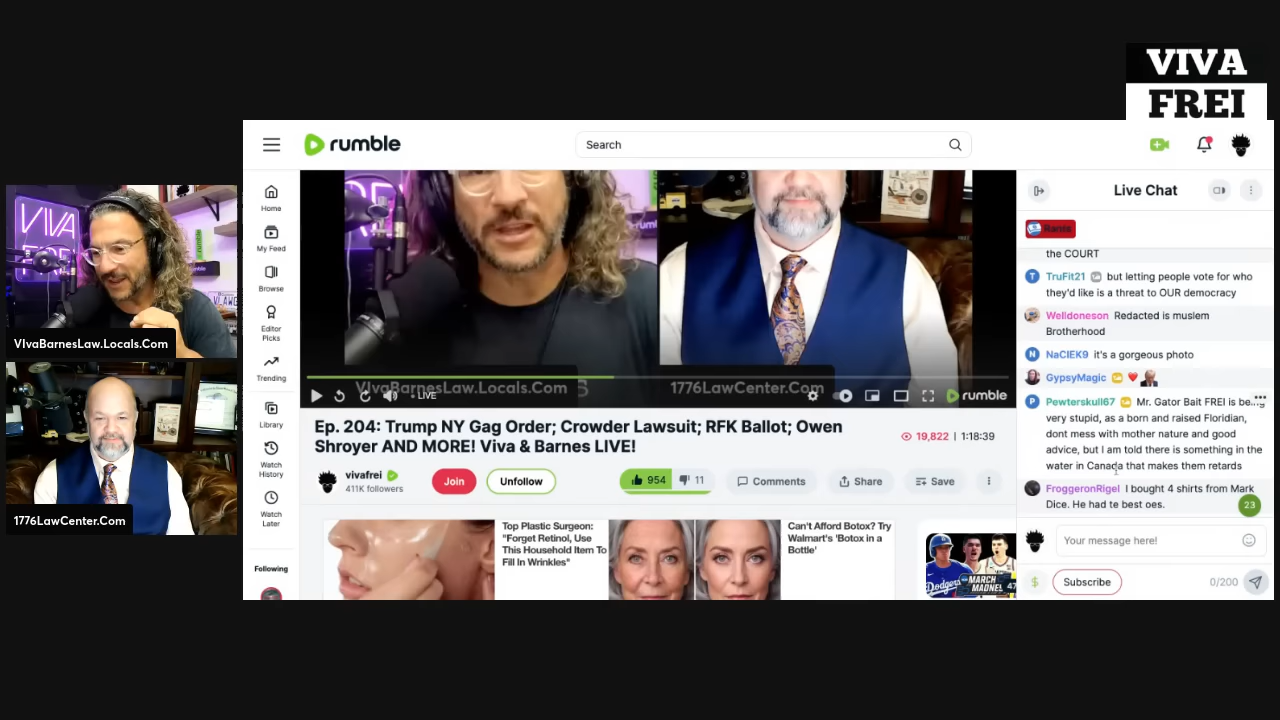 VIVA
FREI
rumble
Search
Live Chat
Home
My Feed
Browse
Editor
Picks
Trending
Library
Watch
History
Watch
Later
Following
VIVA
VIvaBarnesLaw.Locals.Com
1776LawCenter.Com
VIvaBarnesLaw.Locals.Com
1776LawCenter.Com
LIVE
rumble
Ep. 204: Trump NY Gag Order; Crowder Lawsuit; RFK Ballot; Owen
Shroyer AND MORE! Viva & Barnes LIVE!
19,822 | 1:18:39
vivafrei
411K followers
Join
Unfollow
954
11
Comments
Share
Save
Top Plastic Surgeon:
"Forget Retinol, Use
This Household Item To
Fill In Wrinkles"
Can't Afford Botox? Try
Walmart's 'Botox in a
Bottle'
Dodgers
MARCH
MADNES
47
Rants
the COURT
TruFit21 but letting people vote for who
they'd like is a threat to OUR democracy
Welldoneson Redacted is muslem
Brotherhood
NaCIEK9 it's a gorgeous photo
GypsyMagic
Pewterskull67 Mr. Gator Bait FREI is being
very stupid, as a born and raised Floridian,
dont mess with mother nature and good
advice, but I am told there is something in the
water in Canada that makes them retards
FroggeronRigel I bought 4 shirts from Mark
Dice. He had te best oes.
23
Your message here!
Subscribe
0/200